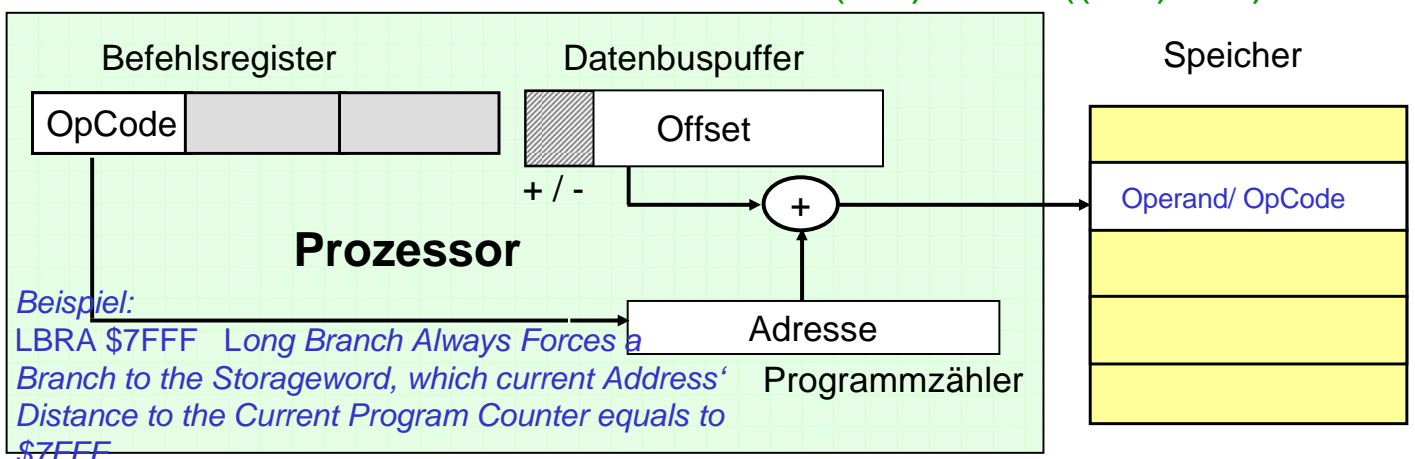 Befehlsregister
Datenbuspuffer
Speicher
OpCode
Offset
+ / -
+
Operand/ OpCode
Prozessor
Adresse
Programmzähler
Beispiel:
LBRA $7FFF Long Branch Always Forces a
Branch to the Storageword, which current Address‘
Distance to the Current Program Counter equals to
$7FFF